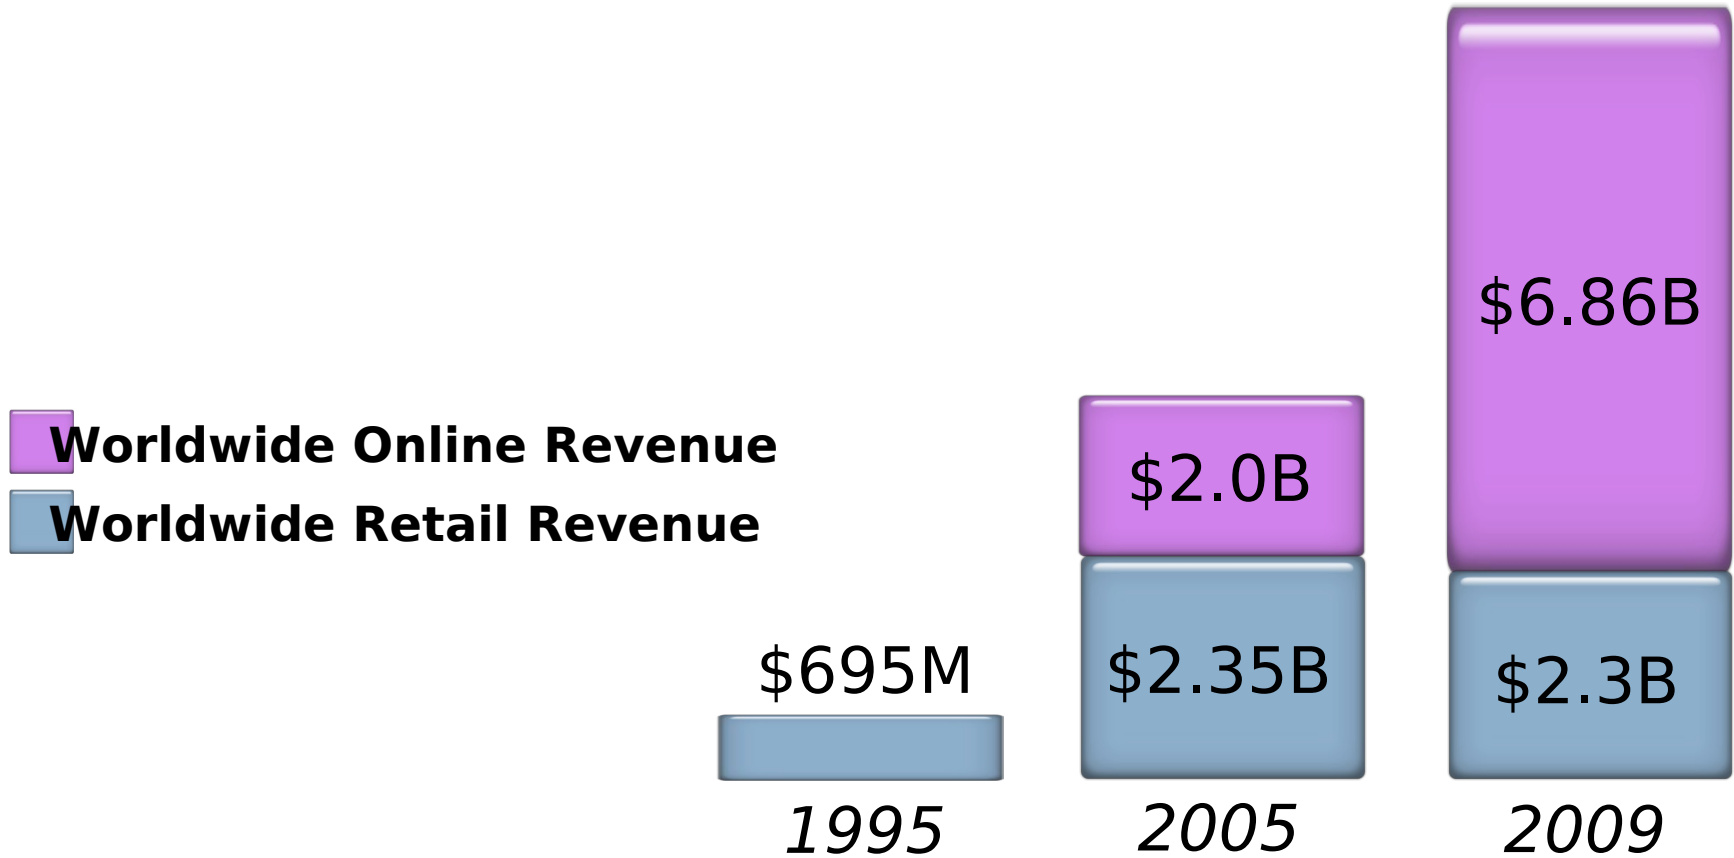 $6.86B
Worldwide Online Revenue
$2.0B
Worldwide Retail Revenue
$695M
$2.35B
$2.3B
1995
2005
2009